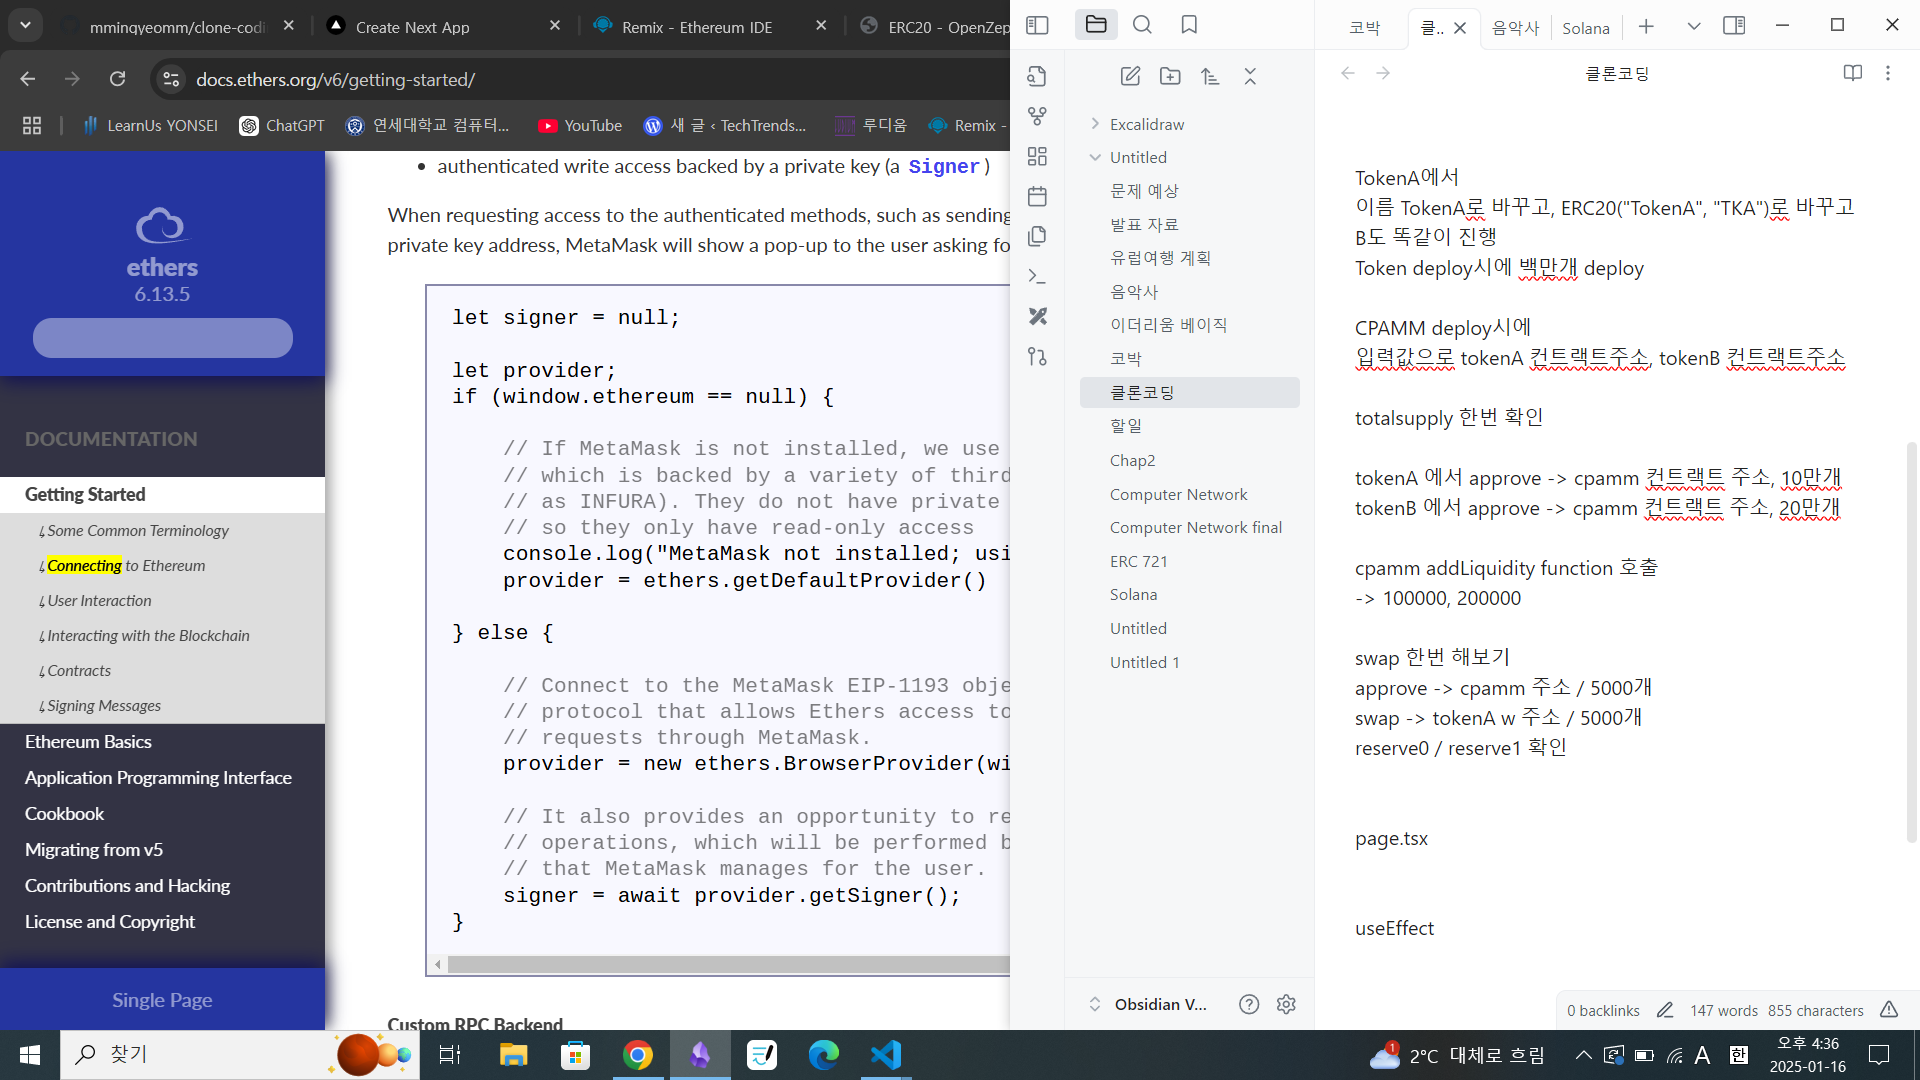 mmingyeomm/clone-codi
Create Next App
Remix - Ethereum IDE
ERC20 - OpenZep
docs.ethers.org/v6/getting-started/
LearnUs YONSEI
ChatGPT
연세대학교 컴퓨터...
YouTube
새 글 ‹ TechTrends...
루디움
Remix -
ethers
6.13.5
DOCUMENTATION
Getting Started
Some Common Terminology
Connecting to Ethereum
User Interaction
Interacting with the Blockchain
Contracts
Signing Messages
Ethereum Basics
Application Programming Interface
Cookbook
Migrating from v5
Contributions and Hacking
License and Copyright
Single Page
• authenticated write access backed by a private key (a Signer)
When requesting access to the authenticated methods, such as sending
private key address, MetaMask will show a pop-up to the user asking fo
let signer = null;
let provider;
if (window.ethereum == null) {
// If MetaMask is not installed, we use
// which is backed by a variety of third
// as INFURA). They do not have private
// so they only have read-only access
console.log("MetaMask not installed; usi
provider = ethers.getDefaultProvider()
} else {
// Connect to the MetaMask EIP-1193 obje
// protocol that allows Ethers access to
// requests through MetaMask.
provider = new ethers.BrowserProvider(wi
// It also provides an opportunity to re
// operations, which will be performed b
// that MetaMask manages for the user.
signer = await provider.getSigner();
}
Custom RPC Backend
코박
클..
음악사
Solana
클론코딩
Excalidraw
Untitled
문제 예상
발표 자료
유럽여행 계획
음악사
이더리움 베이직
코박
클론코딩
할일
Chap2
Computer Network
Computer Network final
ERC 721
Solana
Untitled
Untitled 1
Obsidian V...
TokenA에서
이름 TokenA로 바꾸고, ERC20("TokenA", "TKA")로 바꾸고
B도 똑같이 진행
Token deploy시에 백만개 deploy
CPAMM deploy시에
입력값으로 tokenA 컨트랙트주소, tokenB 컨트랙트주소
totalsupply 한번 확인
tokenA 에서 approve -> cpamm 컨트랙트 주소, 10만개
tokenB 에서 approve -> cpamm 컨트랙트 주소, 20만개
cpamm addLiquidity function 호출
-> 100000, 200000
swap 한번 해보기
approve -> cpamm 주소 / 5000개
swap -> tokenA w 주소 / 5000개
reserve0 / reserve1 확인
page.tsx
useEffect
0 backlinks
147 words
855 characters
찾기
1
2°C 대체로 흐림
A
한
오후 4:36
2025-01-16